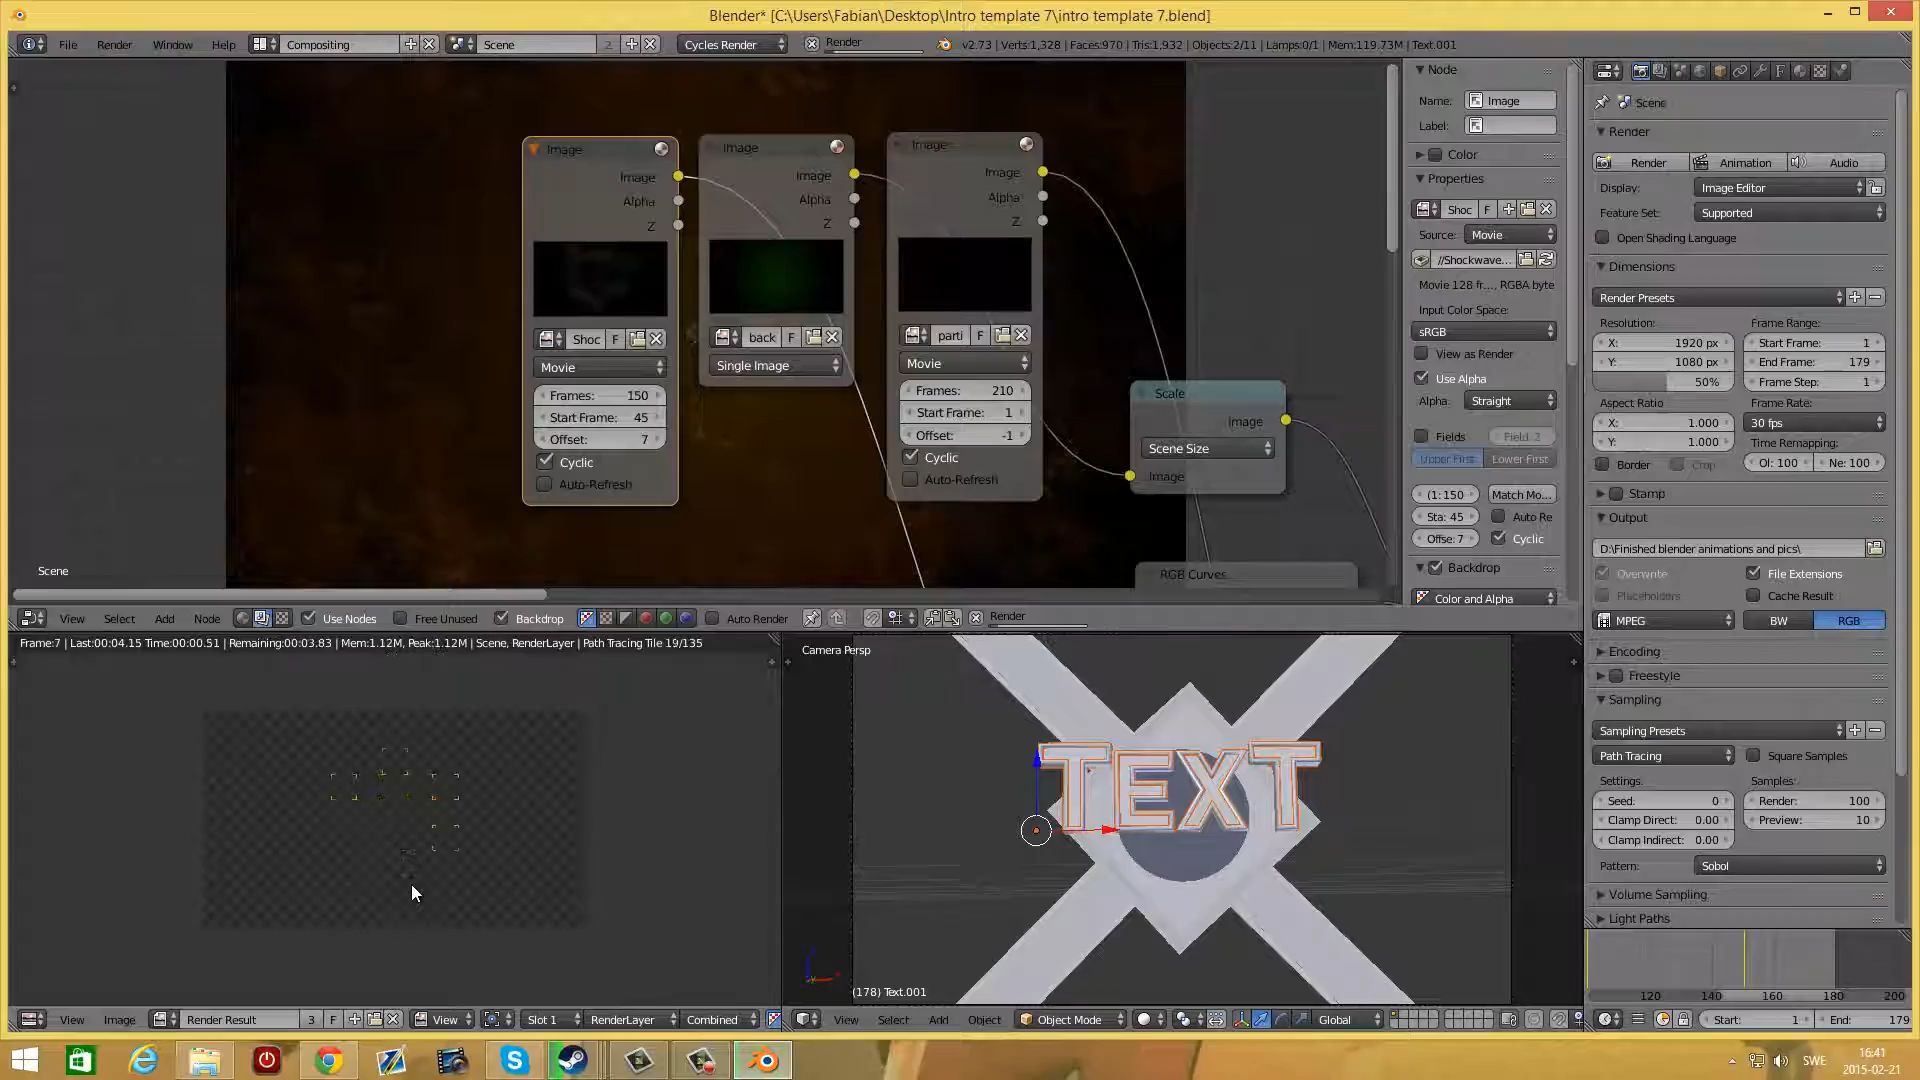 Blender* [C:\Users\Fabian\Desktop\Intro template 7\intro template 7.blend]
File Render Window Help Compositing Scene 2 Cycles Render Render v2.73 | Verts:1,328 | Faces:970 | Tris:1,932 | Objects:2/11 | Lamps:0/1 | Mem:119.73M | Text.001
Image
Image
Alpha
Z
Shoc F
Movie
Frames: 150
Start Frame: 45
Offset: 7
Cyclic
Auto-Refresh
Image
Image
Alpha
Z
back F
Single Image
Image
Image
Alpha
Z
parti F
Movie
Frames: 210
Start Frame: 1
Offset: -1
Cyclic
Auto-Refresh
Scale
Image
Scene Size
Image
RGB Curves
Scene
View Select Add Node Use Nodes Free Unused Backdrop Auto Render Render
Node
Name: Image
Label:
Color
Properties
Shoc F
Source: Movie
//Shockwave...
Movie 128 fr..., RGBA byte
Input Color Space:
sRGB
View as Render
Use Alpha
Alpha: Straight
Fields Field: 2
Upper First Lower First
(1: 150 Match Mo...
Sta: 45 Auto Re
Offse: 7 Cyclic
Backdrop
Color and Alpha
Scene
Render
Render Animation Audio
Display: Image Editor
Feature Set: Supported
Open Shading Language
Dimensions
Render Presets
Resolution: Frame Range:
X: 1920 px Start Frame: 1
Y: 1080 px End Frame: 179
50% Frame Step: 1
Aspect Ratio Frame Rate:
X: 1.000 30 fps
Y: 1.000 Time Remapping:
Border Crop Ol: 100 Ne: 100
Stamp
Output
D:\Finished blender animations and pics\
Overwrite File Extensions
Placeholders Cache Result
MPEG BW RGB
Encoding
Freestyle
Sampling
Sampling Presets
Path Tracing Square Samples
Settings: Samples:
Seed: 0 Render: 100
Clamp Direct: 0.00 Preview: 10
Clamp Indirect: 0.00
Pattern: Sobol
Volume Sampling
Light Paths
Frame:7 | Last:00:04.15 Time:00:00.51 | Remaining:00:03.83 | Mem:1.12M, Peak:1.12M | Scene, RenderLayer | Path Tracing Tile 19/135
Camera Persp
TEXT
(178) Text.001
120 140 160 180 200
View Image Render Result 3 F View Slot 1 RenderLayer Combined
View Select Add Object Object Mode Global
Start: 1 End: 179
SWE
16:41
2015-02-21